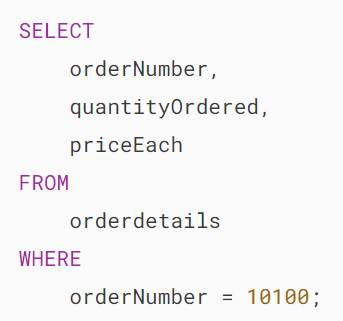 SELECT
    orderNumber,
    quantityOrdered,
    priceEach
FROM
    orderdetails
WHERE
    orderNumber = 10100;